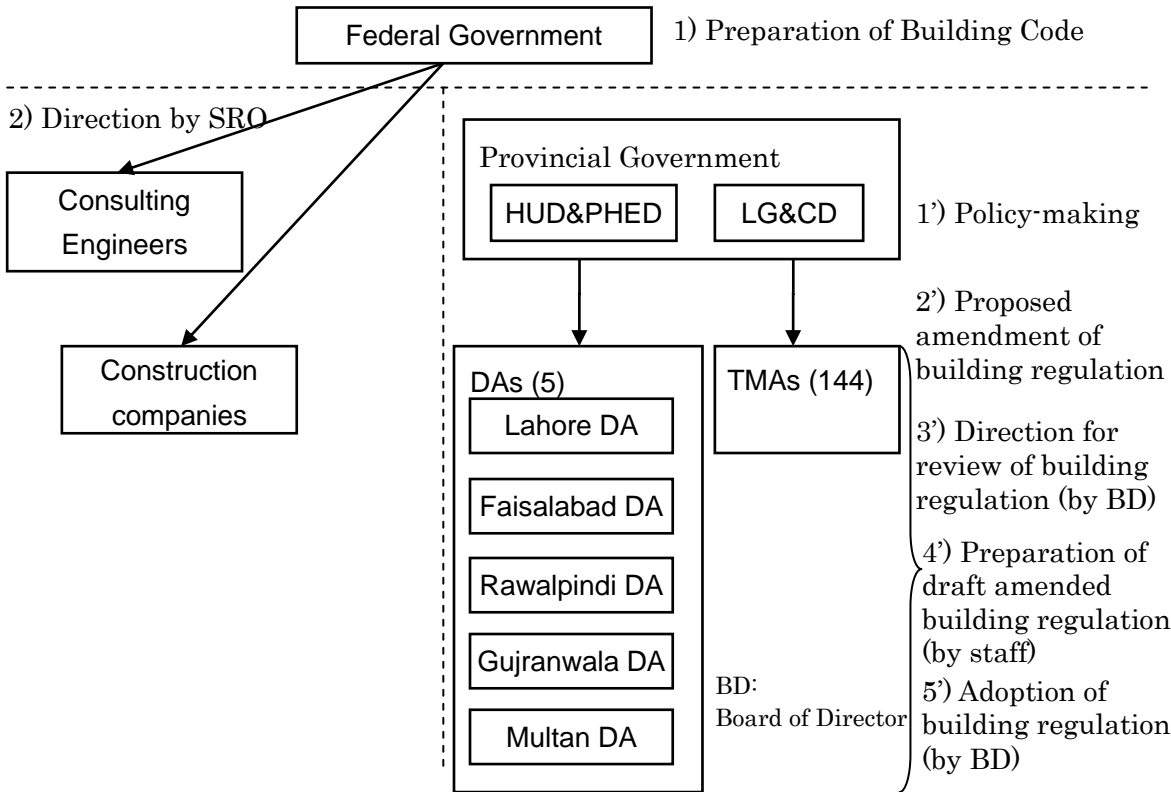 Federal Government
1) Preparation of Building Code
2) Direction by SRO
Consulting
Engineers
Construction
companies
Provincial Government
HUD&PHED
LG&CD
1’) Policy-making
DAs (5)
Lahore DA
Faisalabad DA
Rawalpindi DA
Gujranwala DA
Multan DA
TMAs (144)
BD:
Board of Director
2’) Proposed
amendment of
building regulation
3’) Direction for
review of building
regulation (by BD)
4’) Preparation of
draft amended
building regulation
(by staff)
5’) Adoption of
building regulation
(by BD)